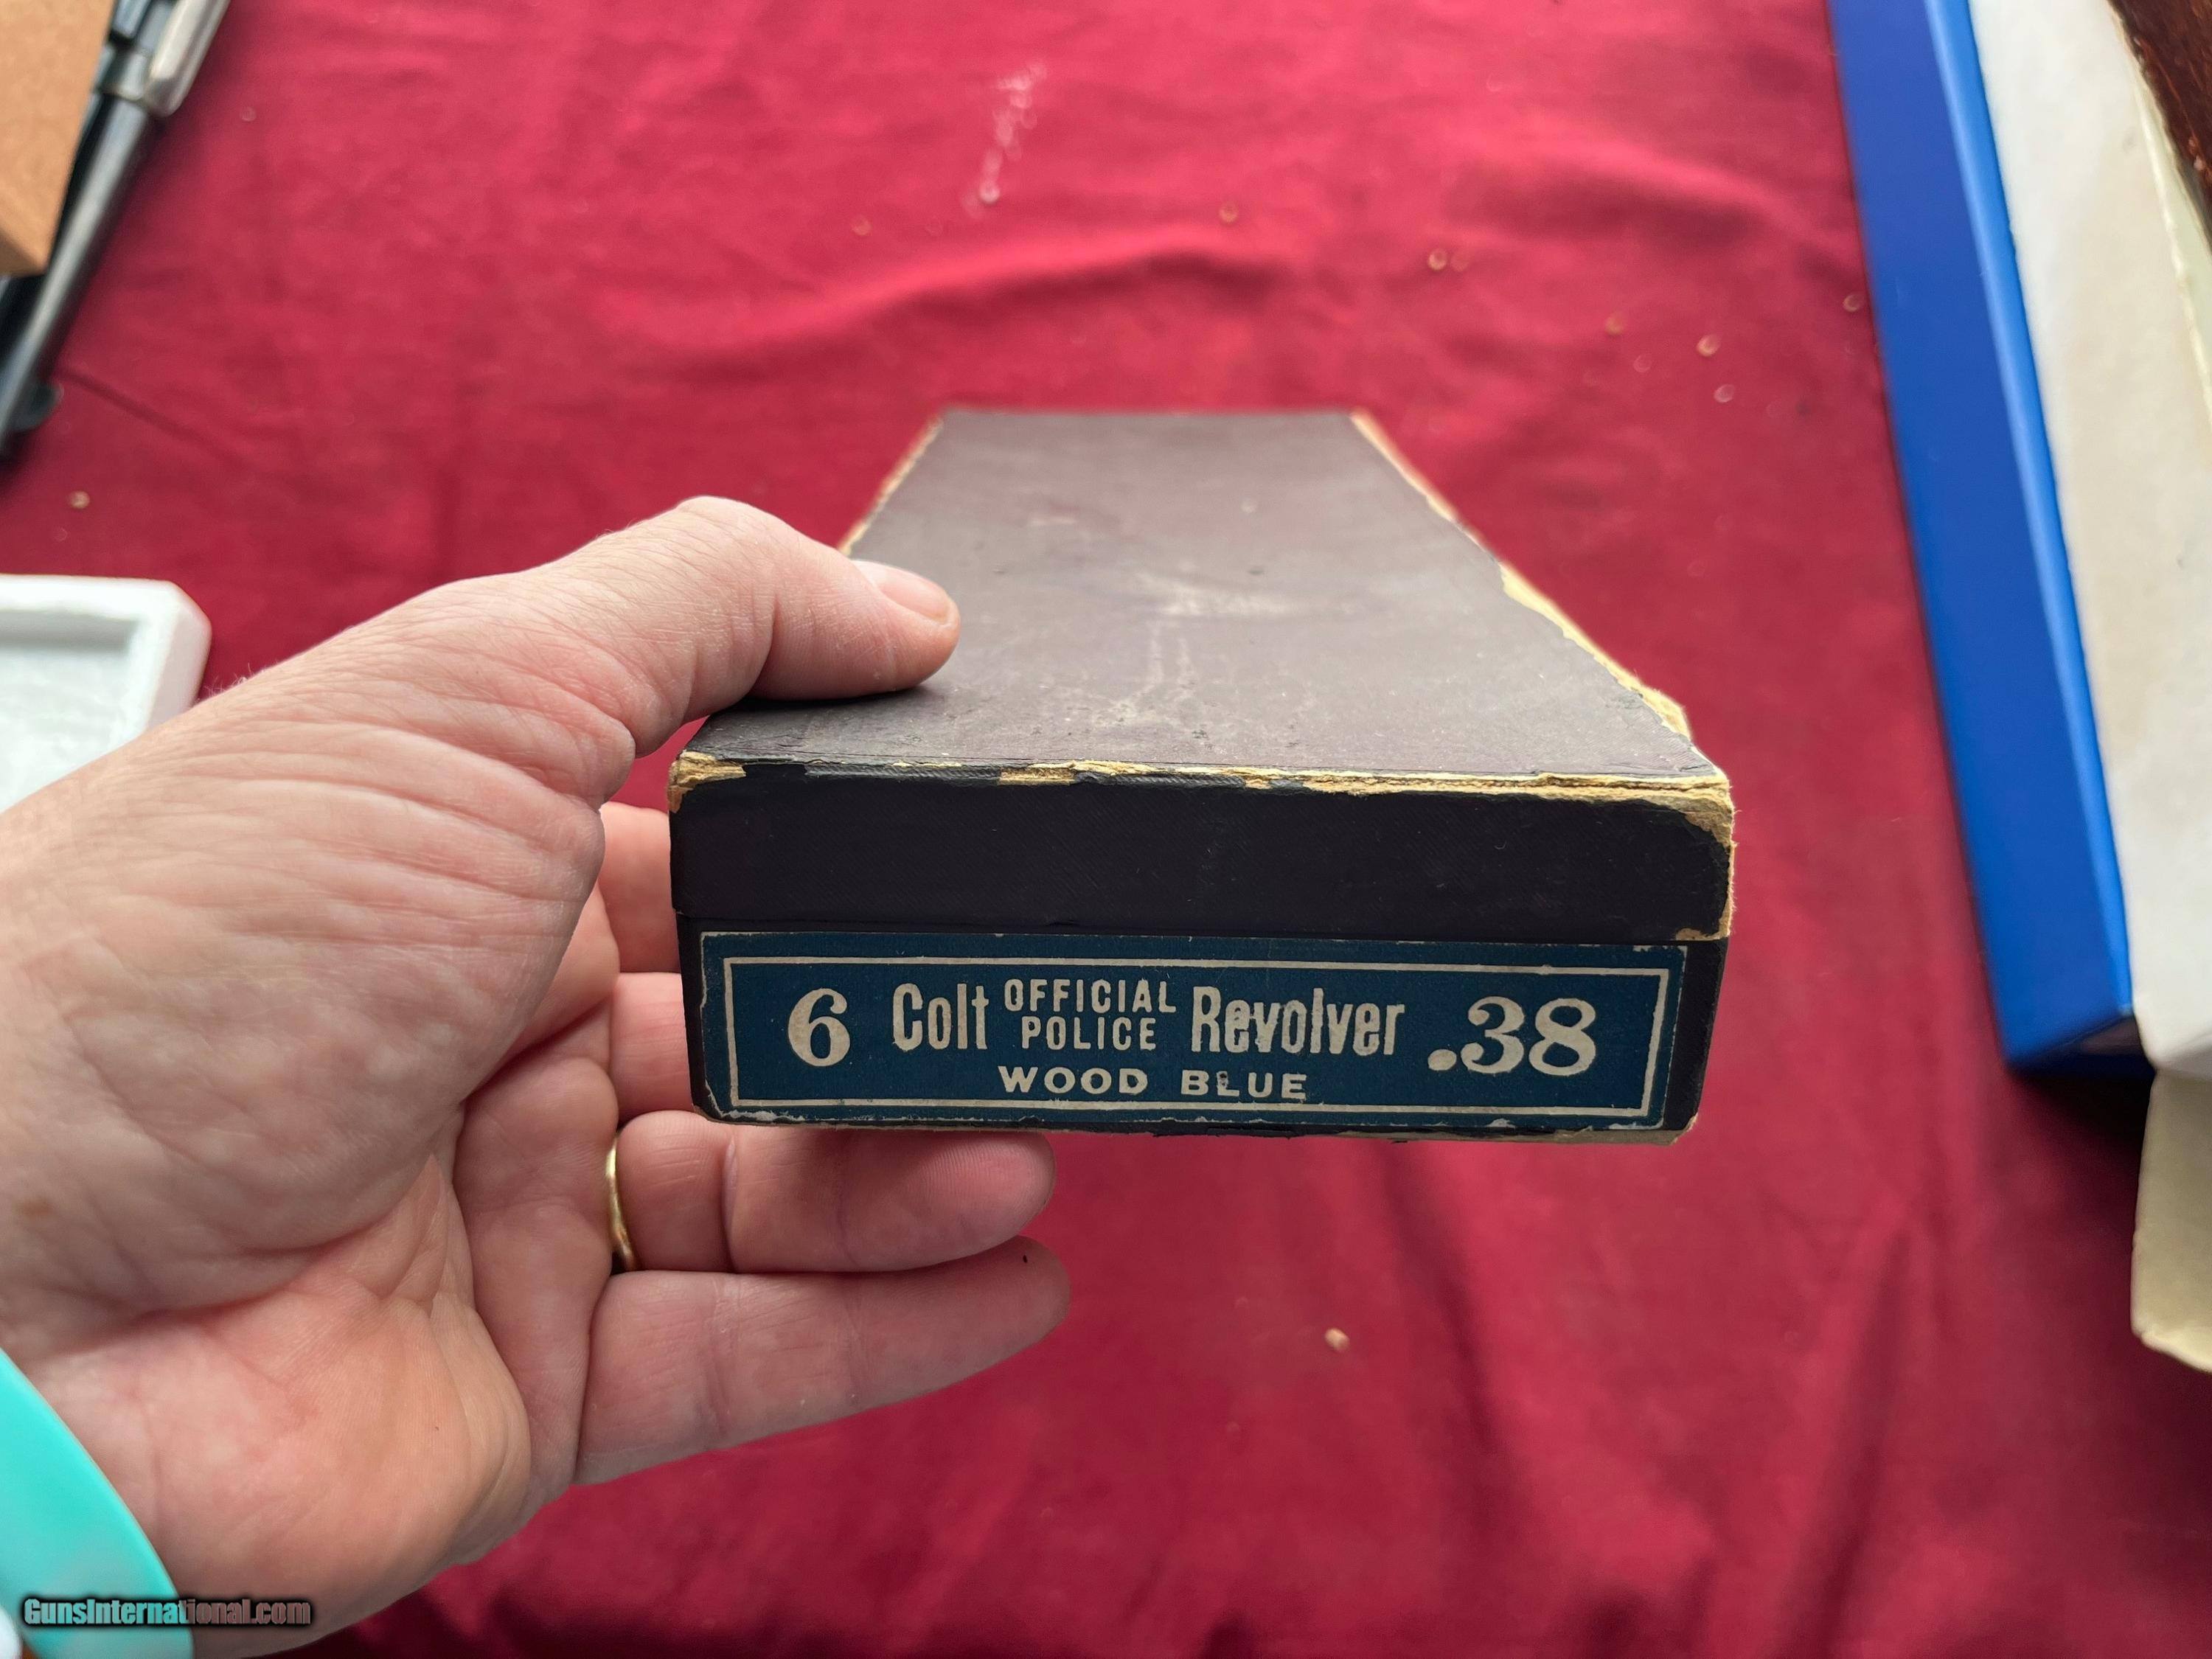 6 Colt OFFICIAL POLICE Revolver .38
WOOD BLUE
GunsInternational.com